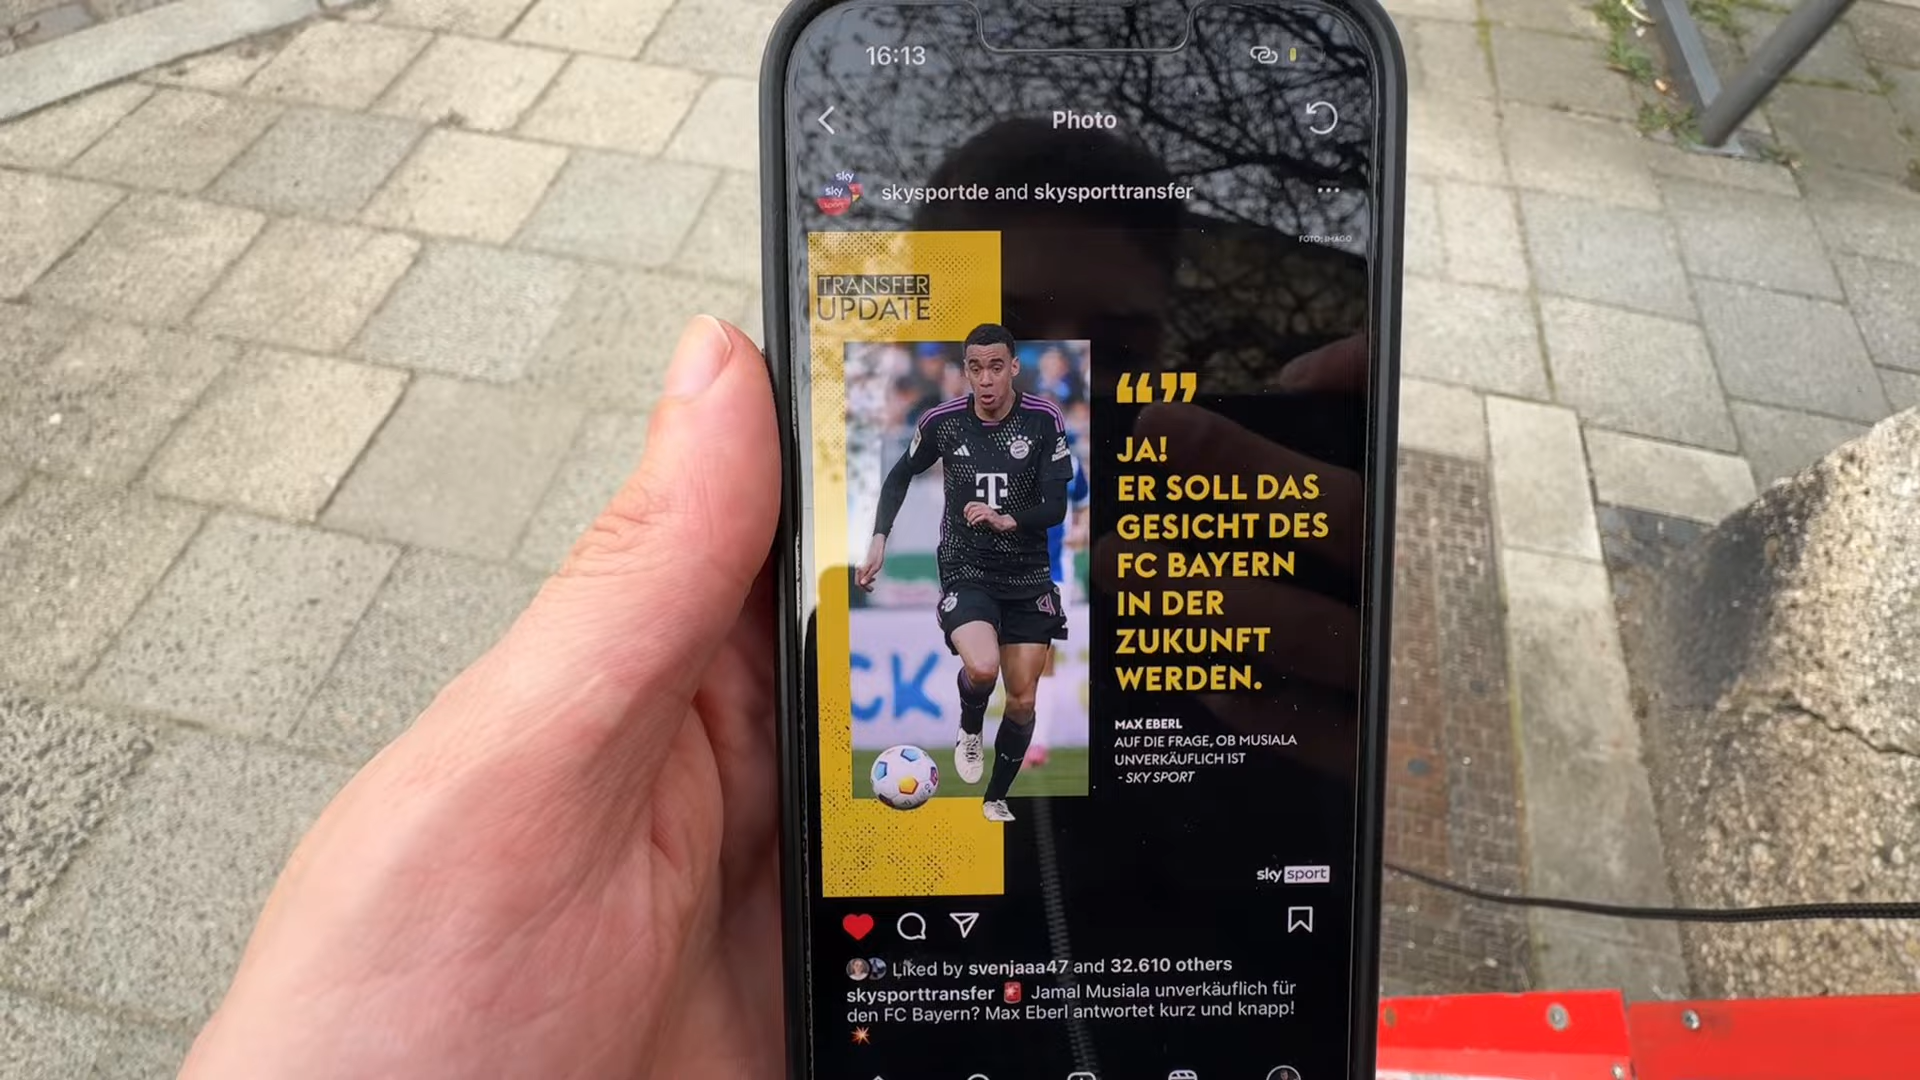 16:13
Photo
skysportde and skysporttransfer
FOTO: IMAGO
TRANSFER
UPDATE
“”
JA!
ER SOLL DAS
GESICHT DES
FC BAYERN
IN DER
ZUKUNFT
WERDEN.
MAX EBERL
AUF DIE FRAGE, OB MUSIALA
UNVERKÄUFLICH IST
- SKY SPORT
T
CK
sky sport
Liked by svenjaaa47 and 32.610 others
skysporttransfer 🚨 Jamal Musiala unverkäuflich für
den FC Bayern? Max Eberl antwortet kurz und knapp!
💥